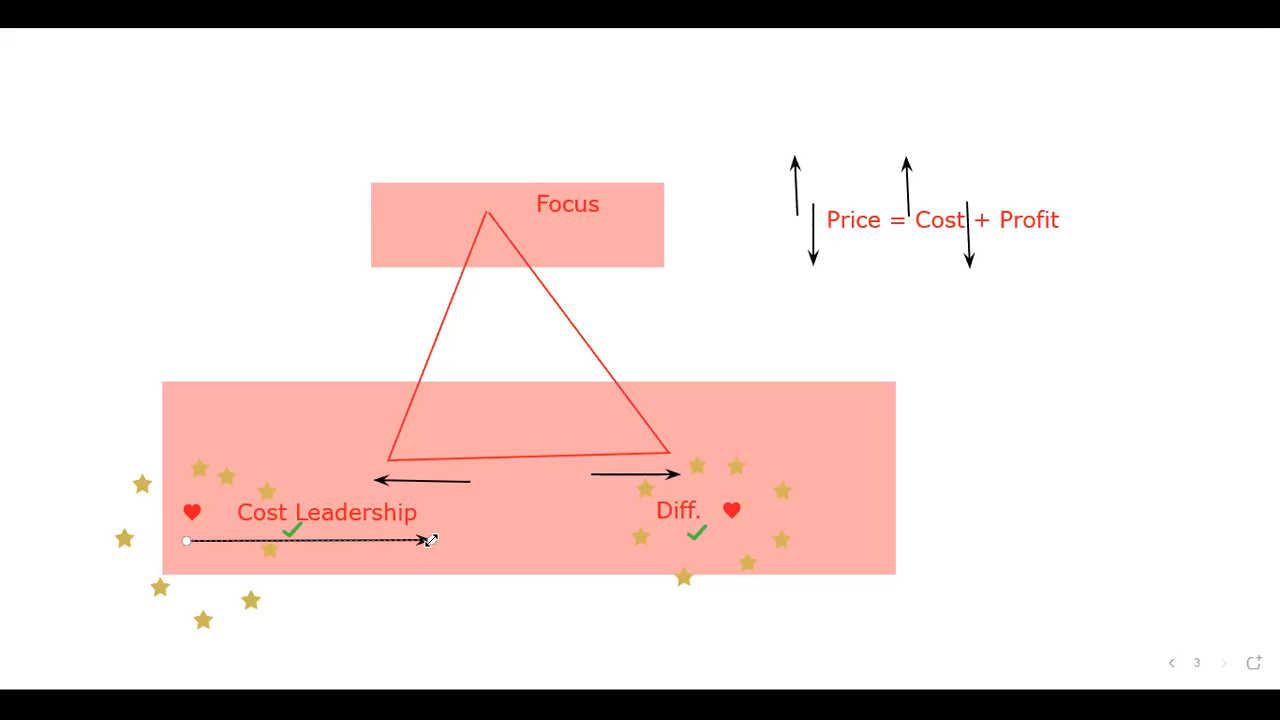 Focus
Price = Cost + Profit
Cost Leadership
Diff.
3